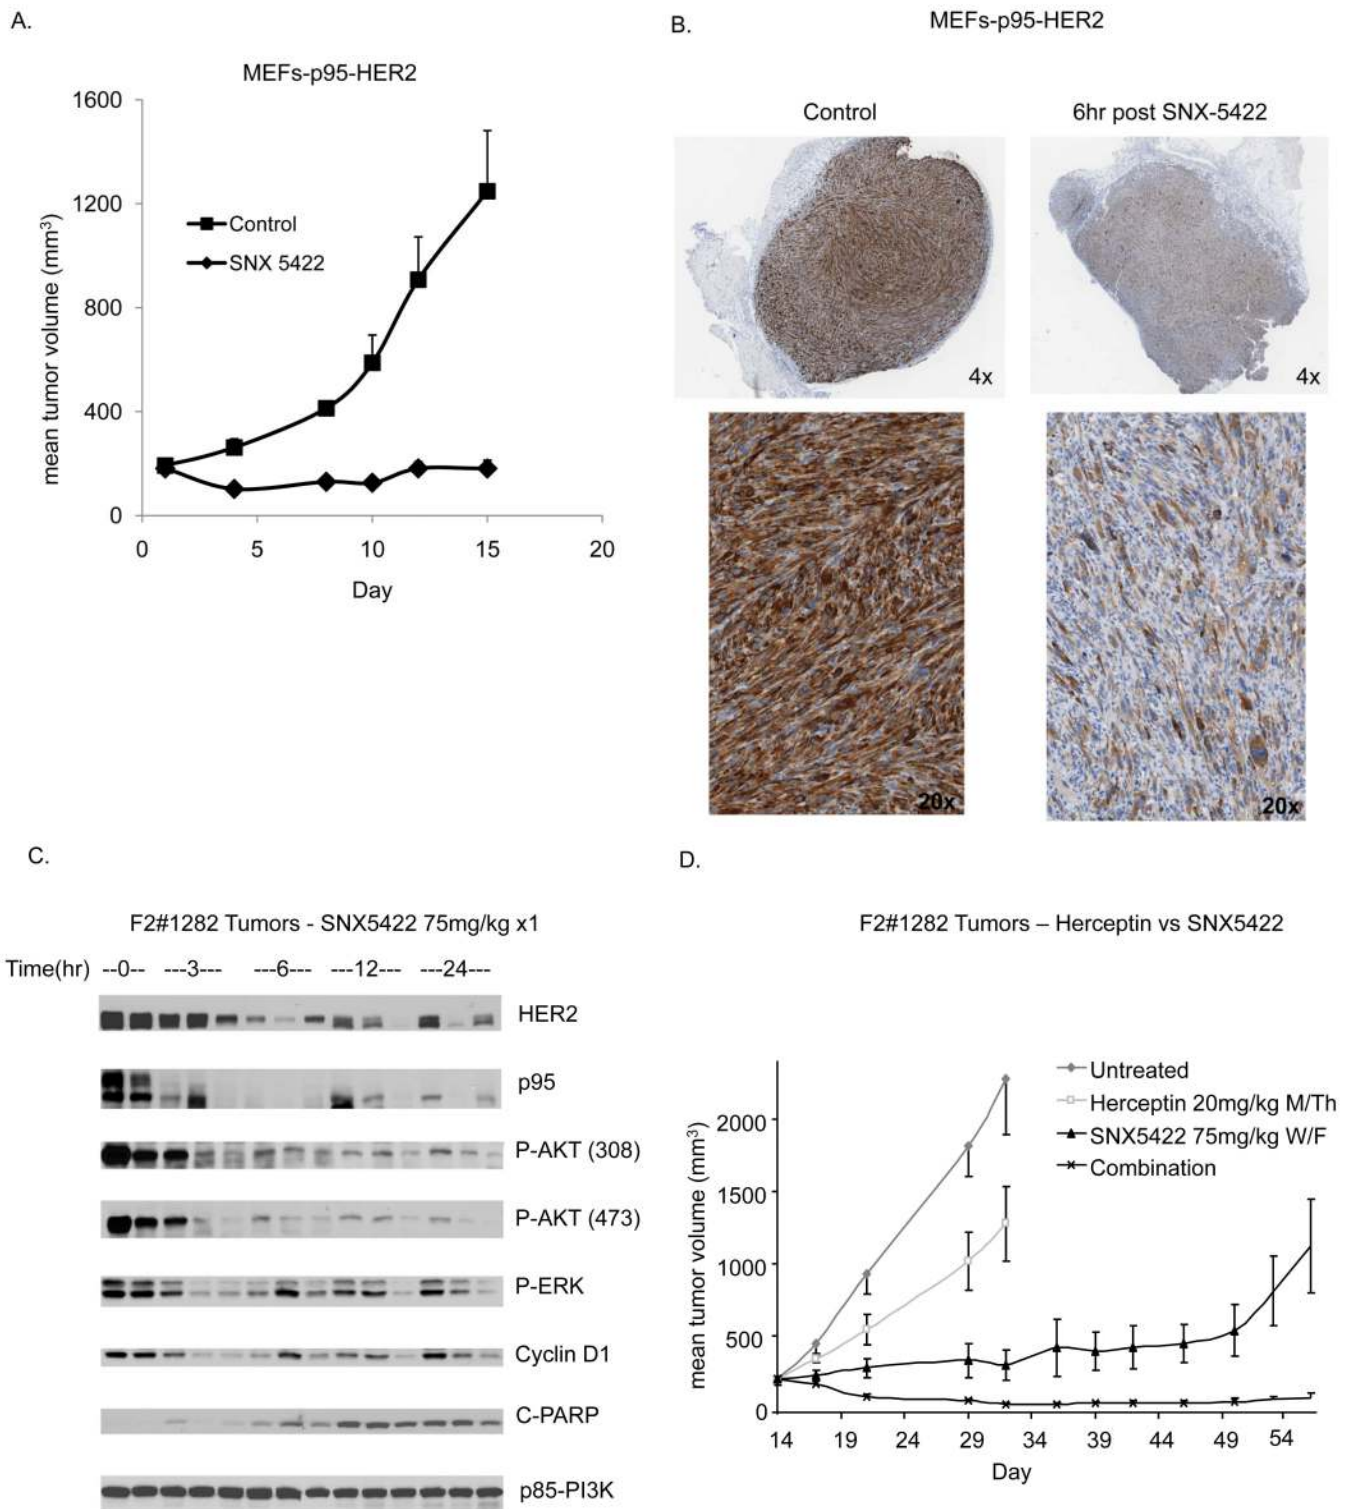 A.
MEFs-p95-HER2
1600
1200
800
400
0
mean tumor volume (mm3)
Control
SNX 5422
0 5 10 15 20
Day
B.
MEFs-p95-HER2
Control
6hr post SNX-5422
4x
4x
20x
20x
C.
F2#1282 Tumors - SNX5422 75mg/kg x1
Time(hr) --0-- ---3--- ---6--- ---12--- ---24---
HER2
p95
P-AKT (308)
P-AKT (473)
P-ERK
Cyclin D1
C-PARP
p85-PI3K
D.
F2#1282 Tumors – Herceptin vs SNX5422
Untreated
Herceptin 20mg/kg M/Th
SNX5422 75mg/kg W/F
Combination
mean tumor volume (mm3)
2000
1500
1000
500
0
14 19 24 29 34 39 44 49 54
Day